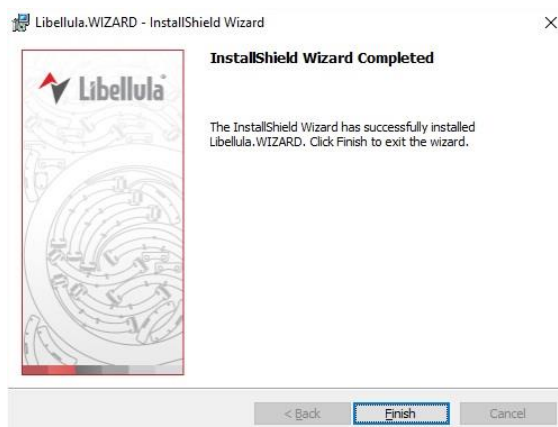 Libellula.WIZARD - InstallShield Wizard
InstallShield Wizard Completed
Libellula
The InstallShield Wizard has successfully installed
Libellula.WIZARD. Click Finish to exit the wizard.
< Back
Finish
Cancel